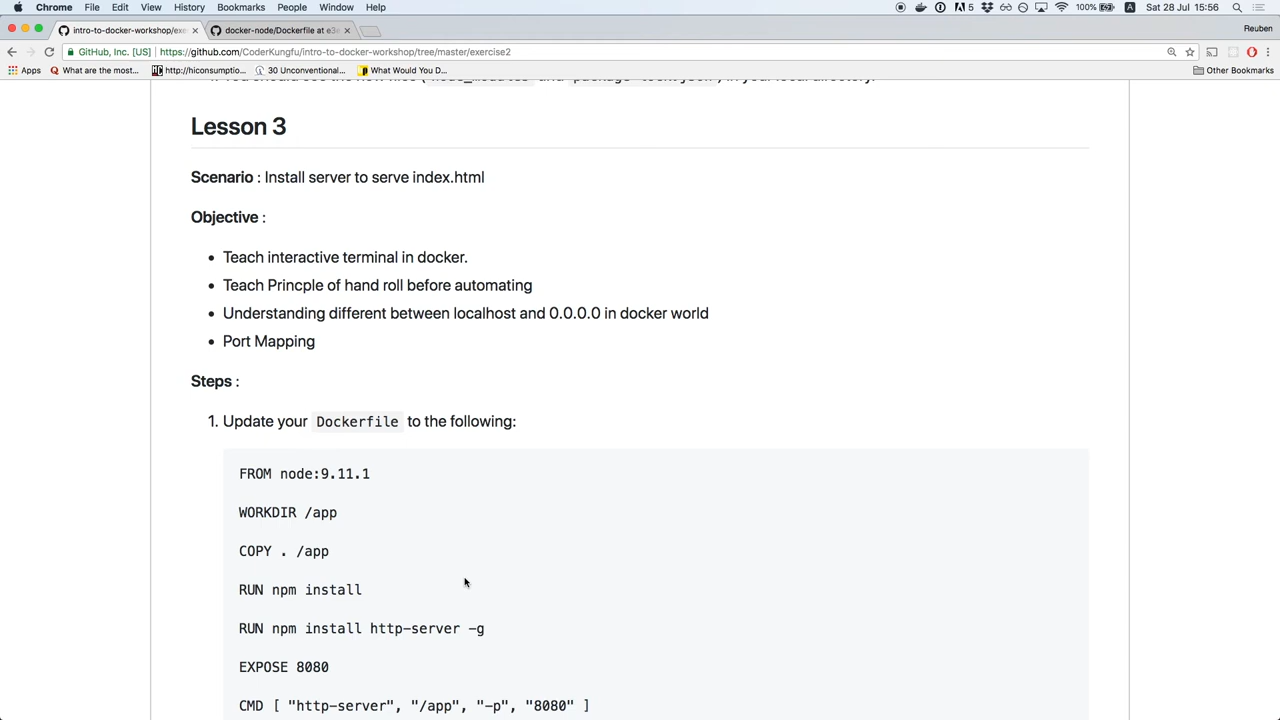 Chrome File Edit View History Bookmarks People Window Help 5 100% A Sat 28 Jul 15:56
intro-to-docker-workshop/exe docker-node/Dockerfile at e3 Reuben
GitHub, Inc. [US] https://github.com/CoderKungfu/intro-to-docker-workshop/tree/master/exercise2
Apps What are the most... http://hiconsumptio... 30 Unconventional... What Would You D... Other Bookmarks
Lesson 3
Scenario : Install server to serve index.html
Objective :
Teach interactive terminal in docker.
Teach Princple of hand roll before automating
Understanding different between localhost and 0.0.0.0 in docker world
Port Mapping
Steps :
1. Update your Dockerfile to the following:
FROM node:9.11.1
WORKDIR /app
COPY . /app
RUN npm install
RUN npm install http-server -g
EXPOSE 8080
CMD [ "http-server", "/app", "-p", "8080" ]